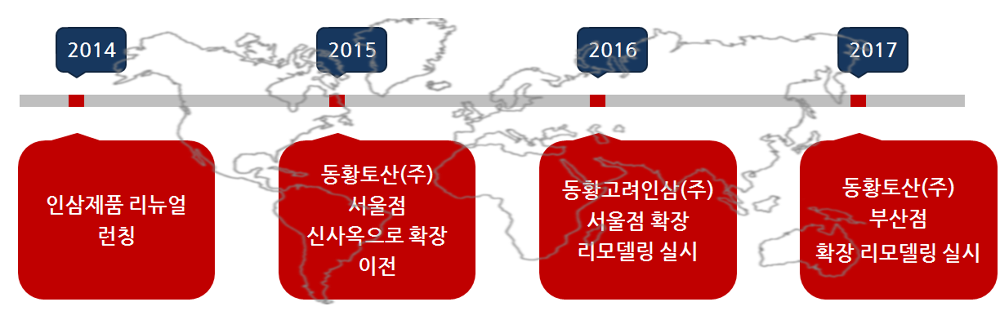 2014
2015
2016
2017
인삼제품 리뉴얼
런칭
동황토산(주)
서울점
신사옥으로 확장
이전
동황고려인삼(주)
서울점 확장
리모델링 실시
동황토산(주)
부산점
확장 리모델링 실시